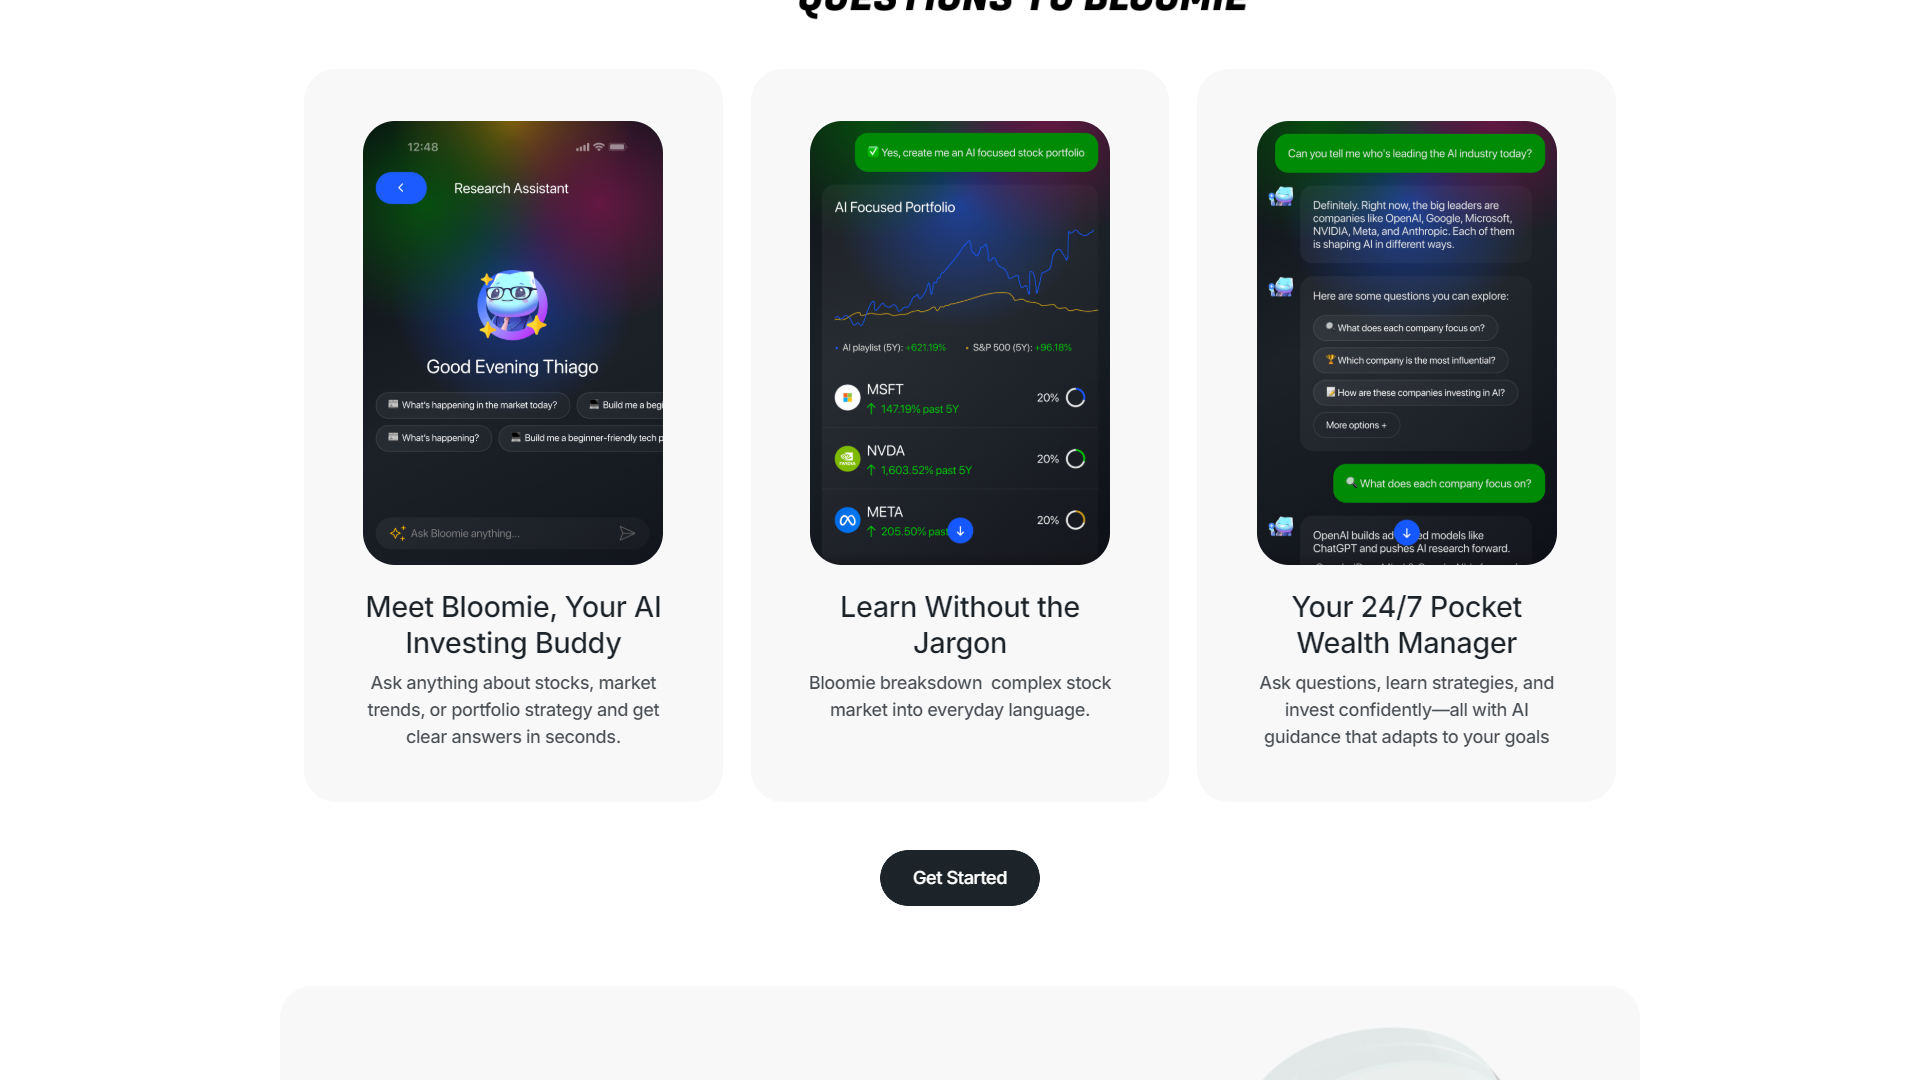 QUESTIONS TO BLOOMIE
12:48
Research Assistant
Good Evening Thiago
What's happening in the market today?
Build me a begi
What's happening?
Build me a beginner-friendly tech p
Ask Bloomie anything...
Meet Bloomie, Your AI
Investing Buddy
Ask anything about stocks, market
trends, or portfolio strategy and get
clear answers in seconds.
✅ Yes, create me an AI focused stock portfolio
AI Focused Portfolio
AI playlist (5Y): +621.19%
S&P 500 (5Y): +96.18%
MSFT
↑ 147.19% past 5Y
20%
NVDA
↑ 1,603.52% past 5Y
20%
META
↑ 205.50% past
20%
Learn Without the
Jargon
Bloomie breaksdown  complex stock
market into everyday language.
Can you tell me who's leading the AI industry today?
Definitely. Right now, the big leaders are
companies like OpenAI, Google, Microsoft,
NVIDIA, Meta, and Anthropic. Each of them
is shaping AI in different ways.
Here are some questions you can explore:
What does each company focus on?
🏆 Which company is the most influential?
How are these companies investing in AI?
More options +
What does each company focus on?
OpenAI builds ad ed models like
ChatGPT and pushes AI research forward.
Your 24/7 Pocket
Wealth Manager
Ask questions, learn strategies, and
invest confidently—all with AI
guidance that adapts to your goals
Get Started